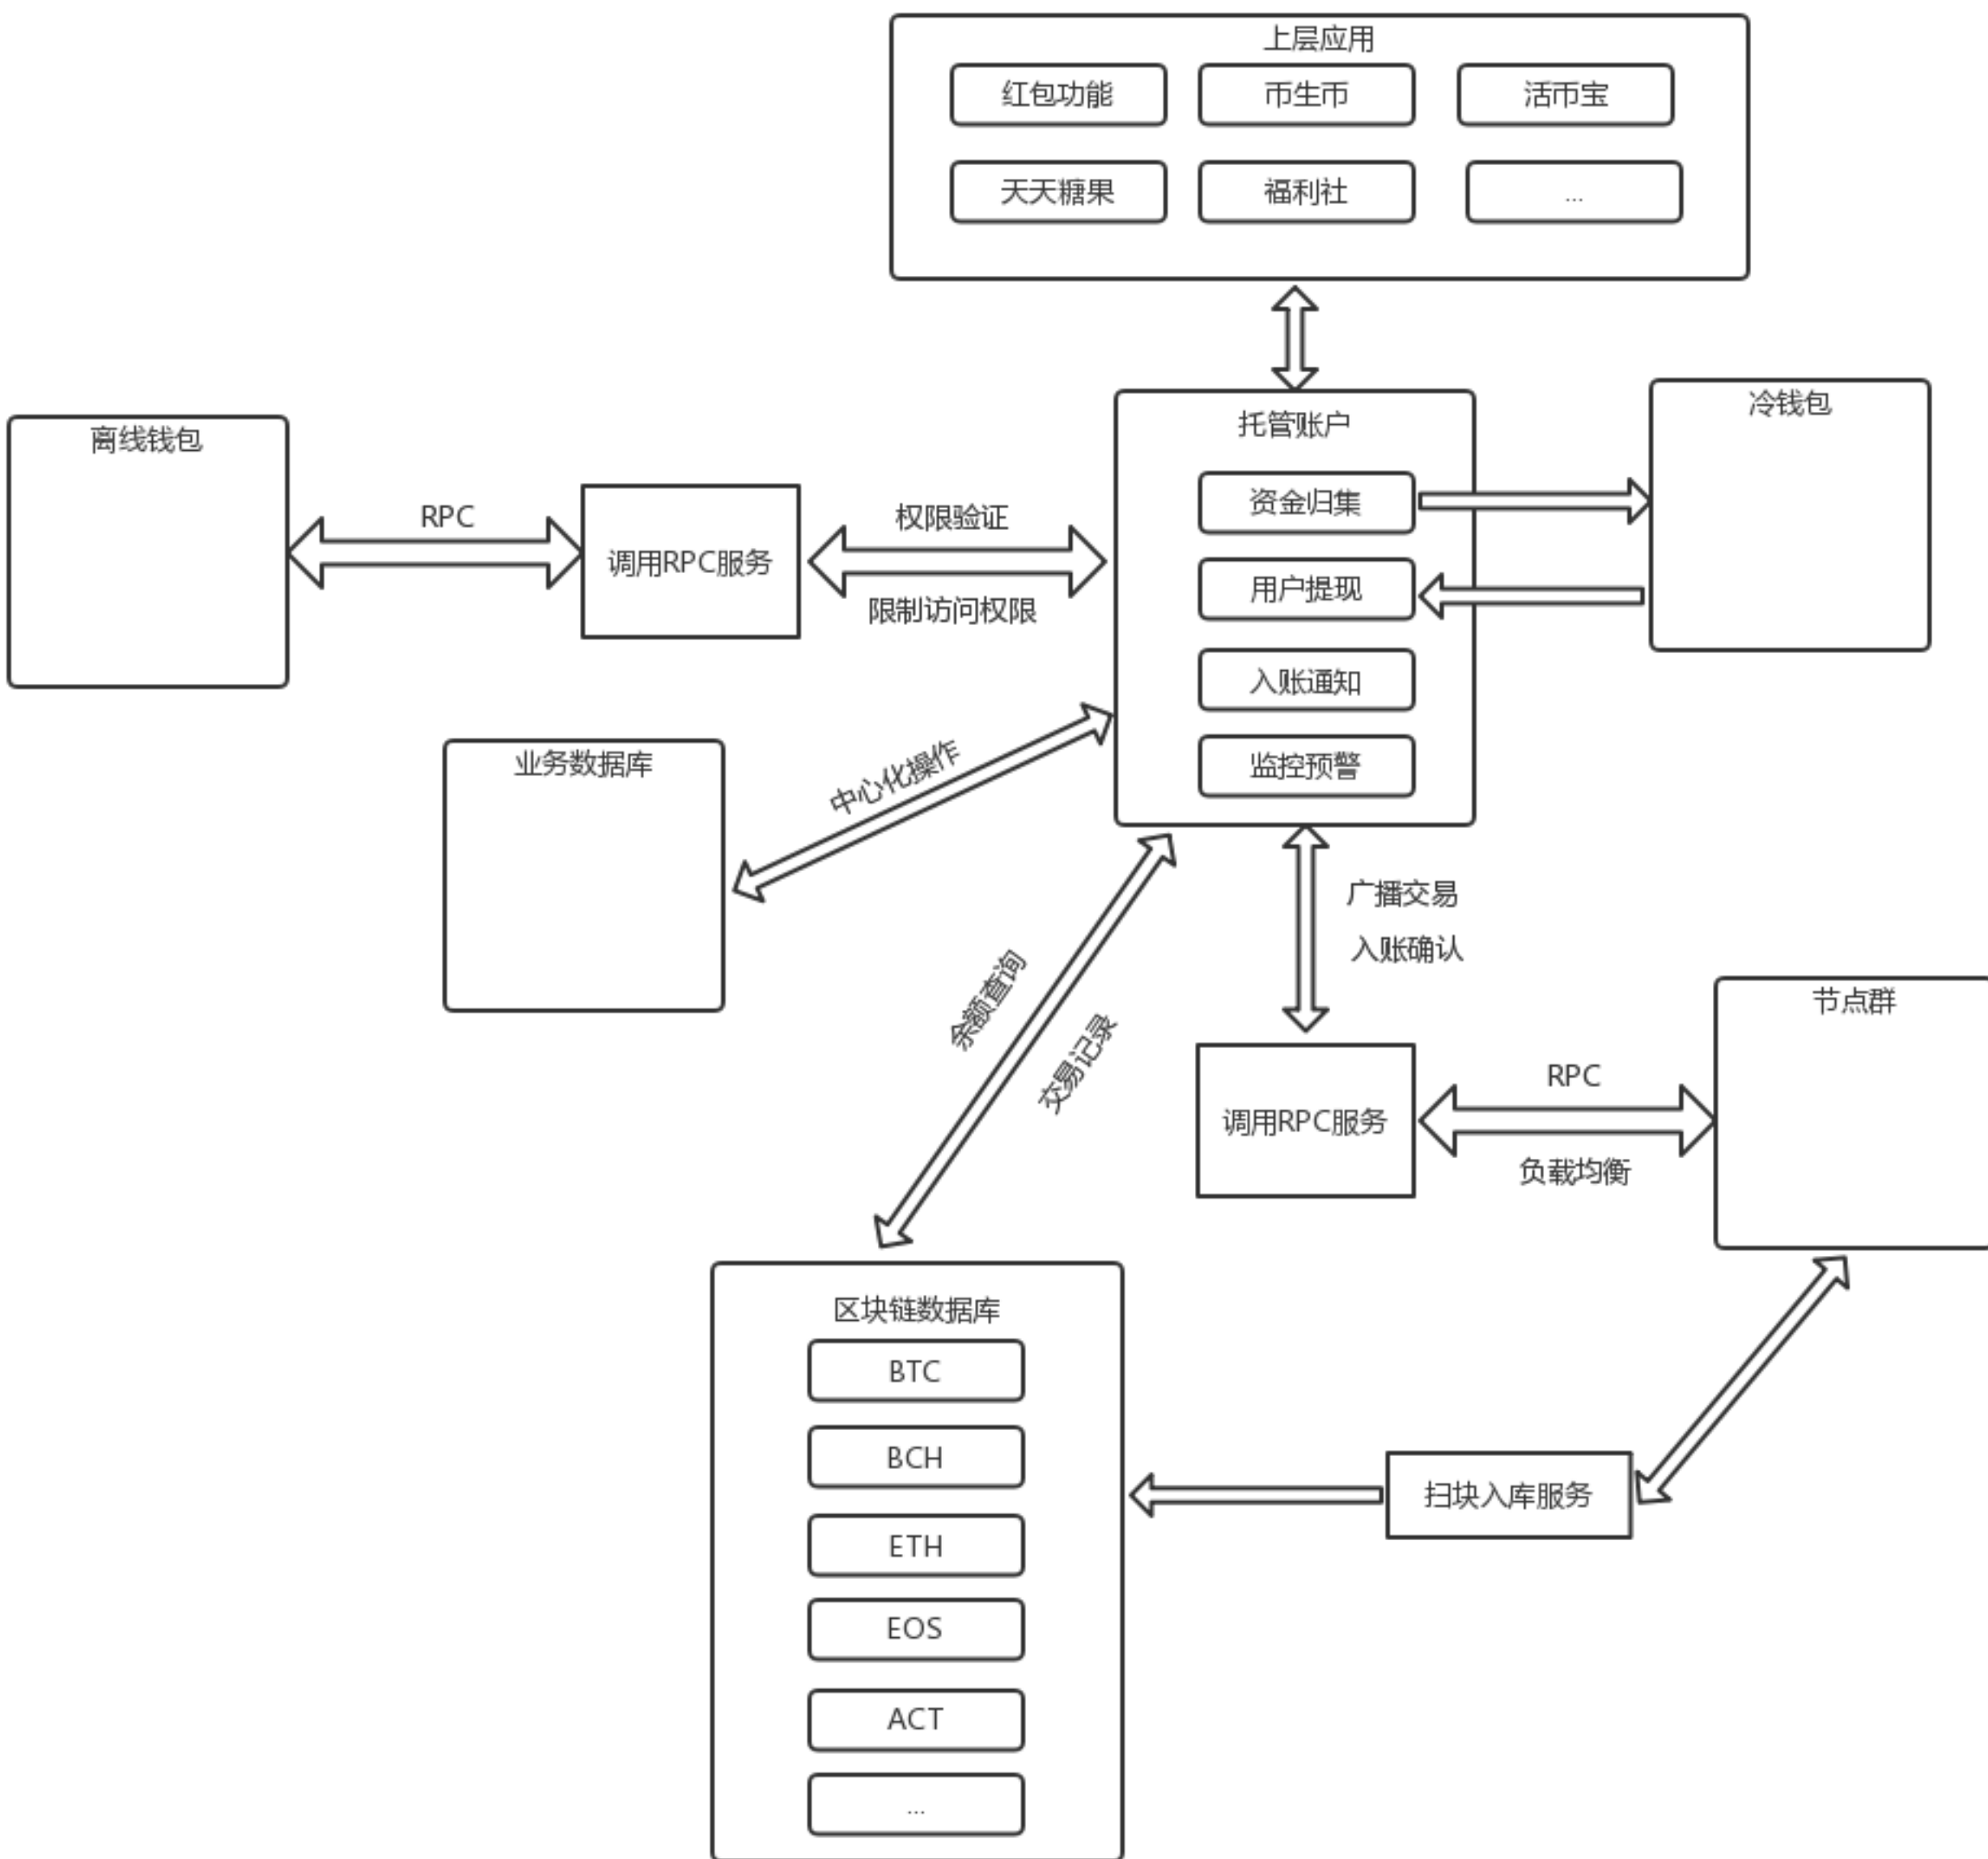 上层应用
红包功能
币生币
活币宝
天天糖果
福利社
...
托管账户
资金归集
用户提现
入账通知
监控预警
冷钱包
离线钱包
RPC
调用RPC服务
权限验证
限制访问权限
业务数据库
中心化操作
余额查询
交易记录
广播交易
入账确认
调用RPC服务
RPC
负载均衡
节点群
区块链数据库
BTC
BCH
ETH
EOS
ACT
...
扫块入库服务